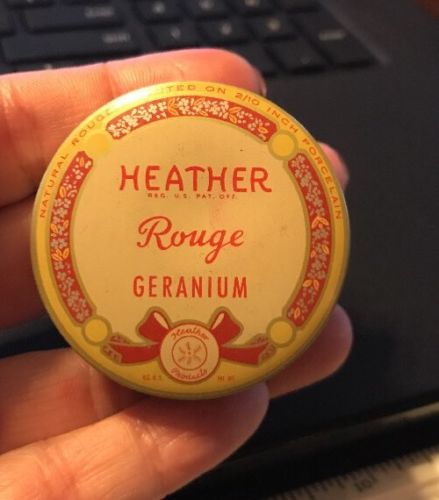 NATURAL ROUGE TED ON 2/10 INCH PORCELAIN
HEATHER
REG. U.S. PAT. OFF.
Rouge
GERANIUM
Heather
Products